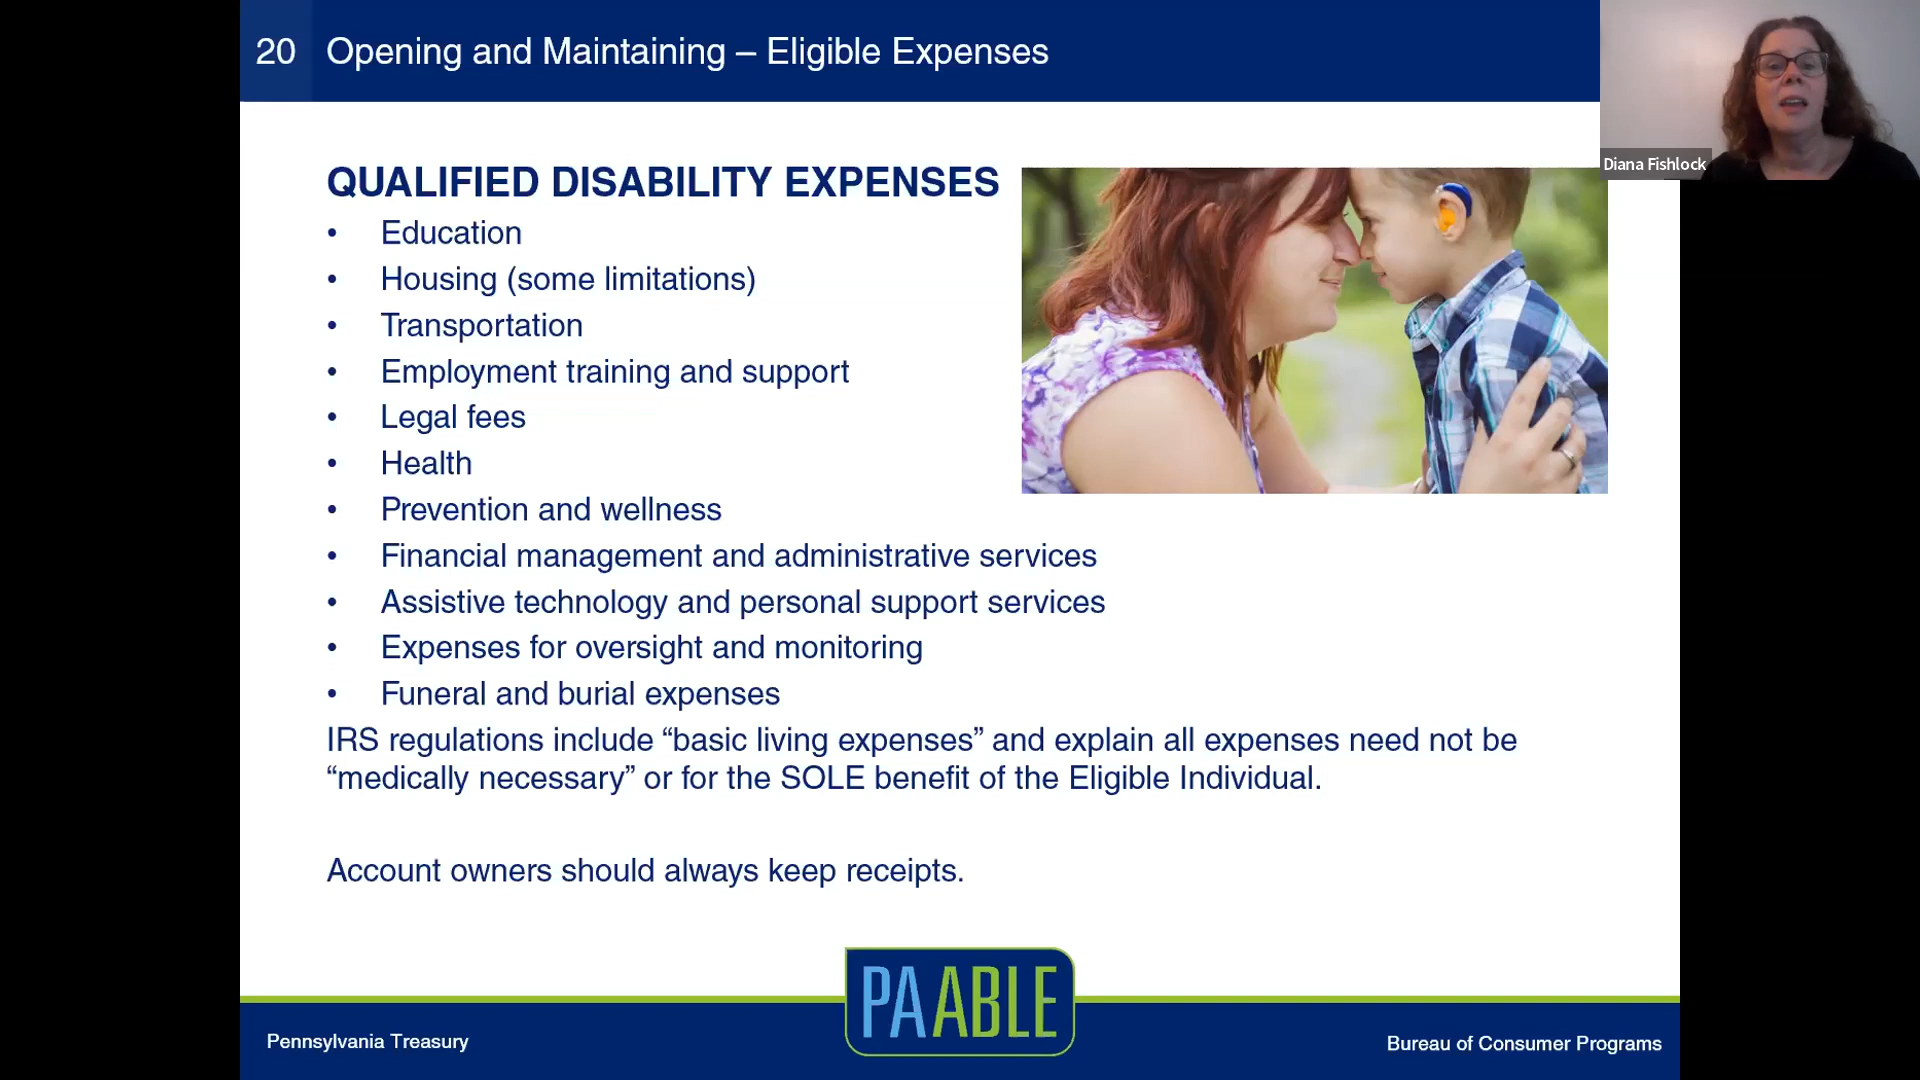 20 Opening and Maintaining – Eligible Expenses
Diana Fishlock
QUALIFIED DISABILITY EXPENSES
• Education
• Housing (some limitations)
• Transportation
• Employment training and support
• Legal fees
• Health
• Prevention and wellness
• Financial management and administrative services
• Assistive technology and personal support services
• Expenses for oversight and monitoring
• Funeral and burial expenses
IRS regulations include “basic living expenses” and explain all expenses need not be
“medically necessary” or for the SOLE benefit of the Eligible Individual.
Account owners should always keep receipts.
PAABLE
Pennsylvania Treasury
Bureau of Consumer Programs